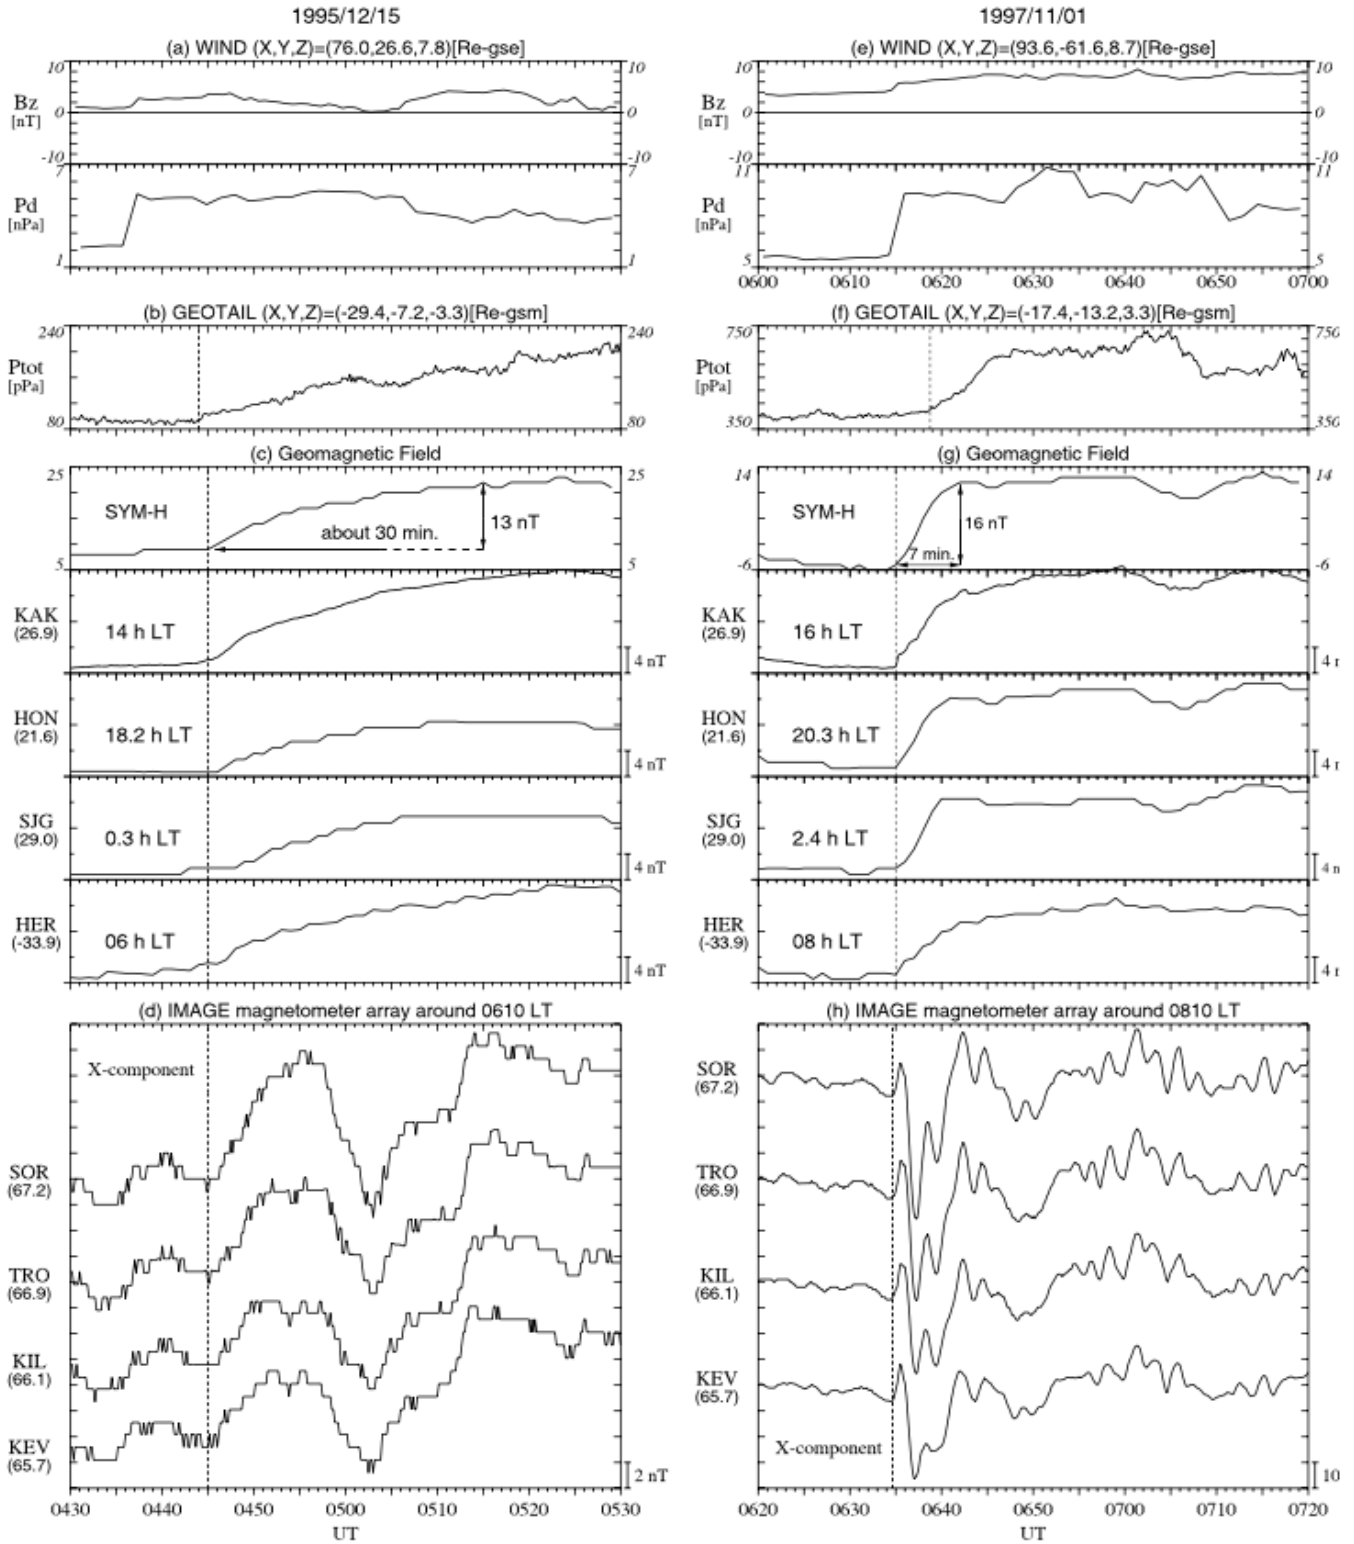 1995/12/15
(a) WIND (X,Y,Z)=(76.0,26.6,7.8)[Re-gse]
10
10
Bz
[nT]
0
0
-10
-10
7
7
Pd
[nPa]
1
1
(b) GEOTAIL (X,Y,Z)=(-29.4,-7.2,-3.3)[Re-gsm]
240
240
Ptot
[pPa]
80
80
(c) Geomagnetic Field
25
25
SYM-H
about 30 min.
13 nT
5
5
KAK
(26.9)
14 h LT
4 nT
HON
(21.6)
18.2 h LT
4 nT
SJG
(29.0)
0.3 h LT
4 nT
HER
(-33.9)
06 h LT
4 nT
(d) IMAGE magnetometer array around 0610 LT
X-component
SOR
(67.2)
TRO
(66.9)
KIL
(66.1)
KEV
(65.7)
2 nT
0430 0440 0450 0500 0510 0520 0530
UT
1997/11/01
(e) WIND (X,Y,Z)=(93.6,-61.6,8.7)[Re-gse]
10
10
Bz
[nT]
0
0
-10
-10
11
11
Pd
[nPa]
5
5
0600 0610 0620 0630 0640 0650 0700
(f) GEOTAIL (X,Y,Z)=(-17.4,-13.2,3.3)[Re-gsm]
750
750
Ptot
[pPa]
350
350
(g) Geomagnetic Field
14
14
SYM-H
16 nT
7 min.
-6
-6
KAK
(26.9)
16 h LT
4 r
HON
(21.6)
20.3 h LT
4 r
SJG
(29.0)
2.4 h LT
4 n
HER
(-33.9)
08 h LT
4 r
(h) IMAGE magnetometer array around 0810 LT
SOR
(67.2)
TRO
(66.9)
KIL
(66.1)
KEV
(65.7)
X-component
10
0620 0630 0640 0650 0700 0710 0720
UT